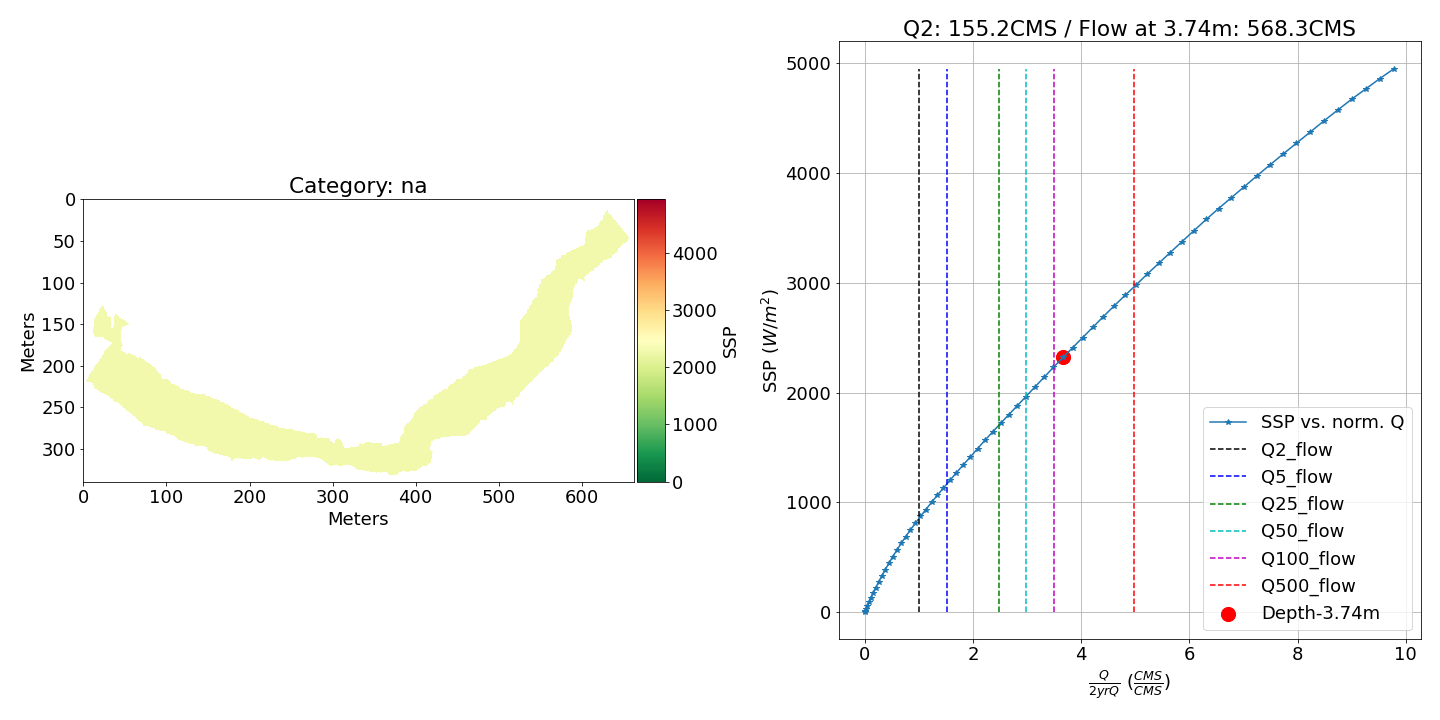 Category: na
0
50
100
150
200
250
300
Meters
0 100 200 300 400 500 600
Meters
4000
3000
2000
1000
0
SSP
Q2: 155.2CMS / Flow at 3.74m: 568.3CMS
5000
4000
3000
2000
1000
0
SSP (W/m²)
0 2 4 6 8 10
Q/2yrQ (CMS/CMS)
SSP vs. norm. Q
Q2_flow
Q5_flow
Q25_flow
Q50_flow
Q100_flow
Q500_flow
Depth-3.74m